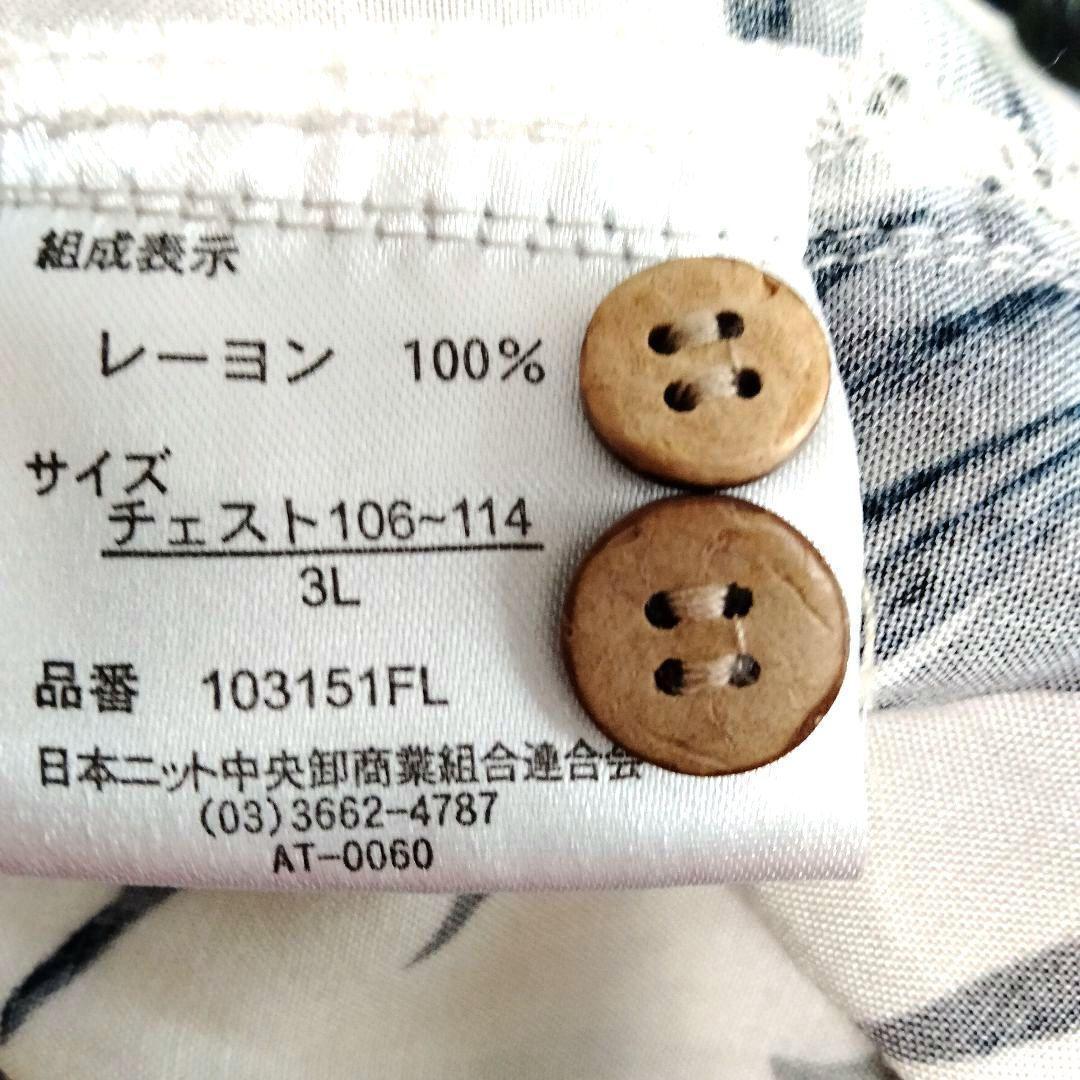 組成表示
レーヨン 100%
サイズ
チェスト106~114
3L
品番 103151FL
日本ニット中央卸商業組合連合会
(03)3662-4787
AT-0060